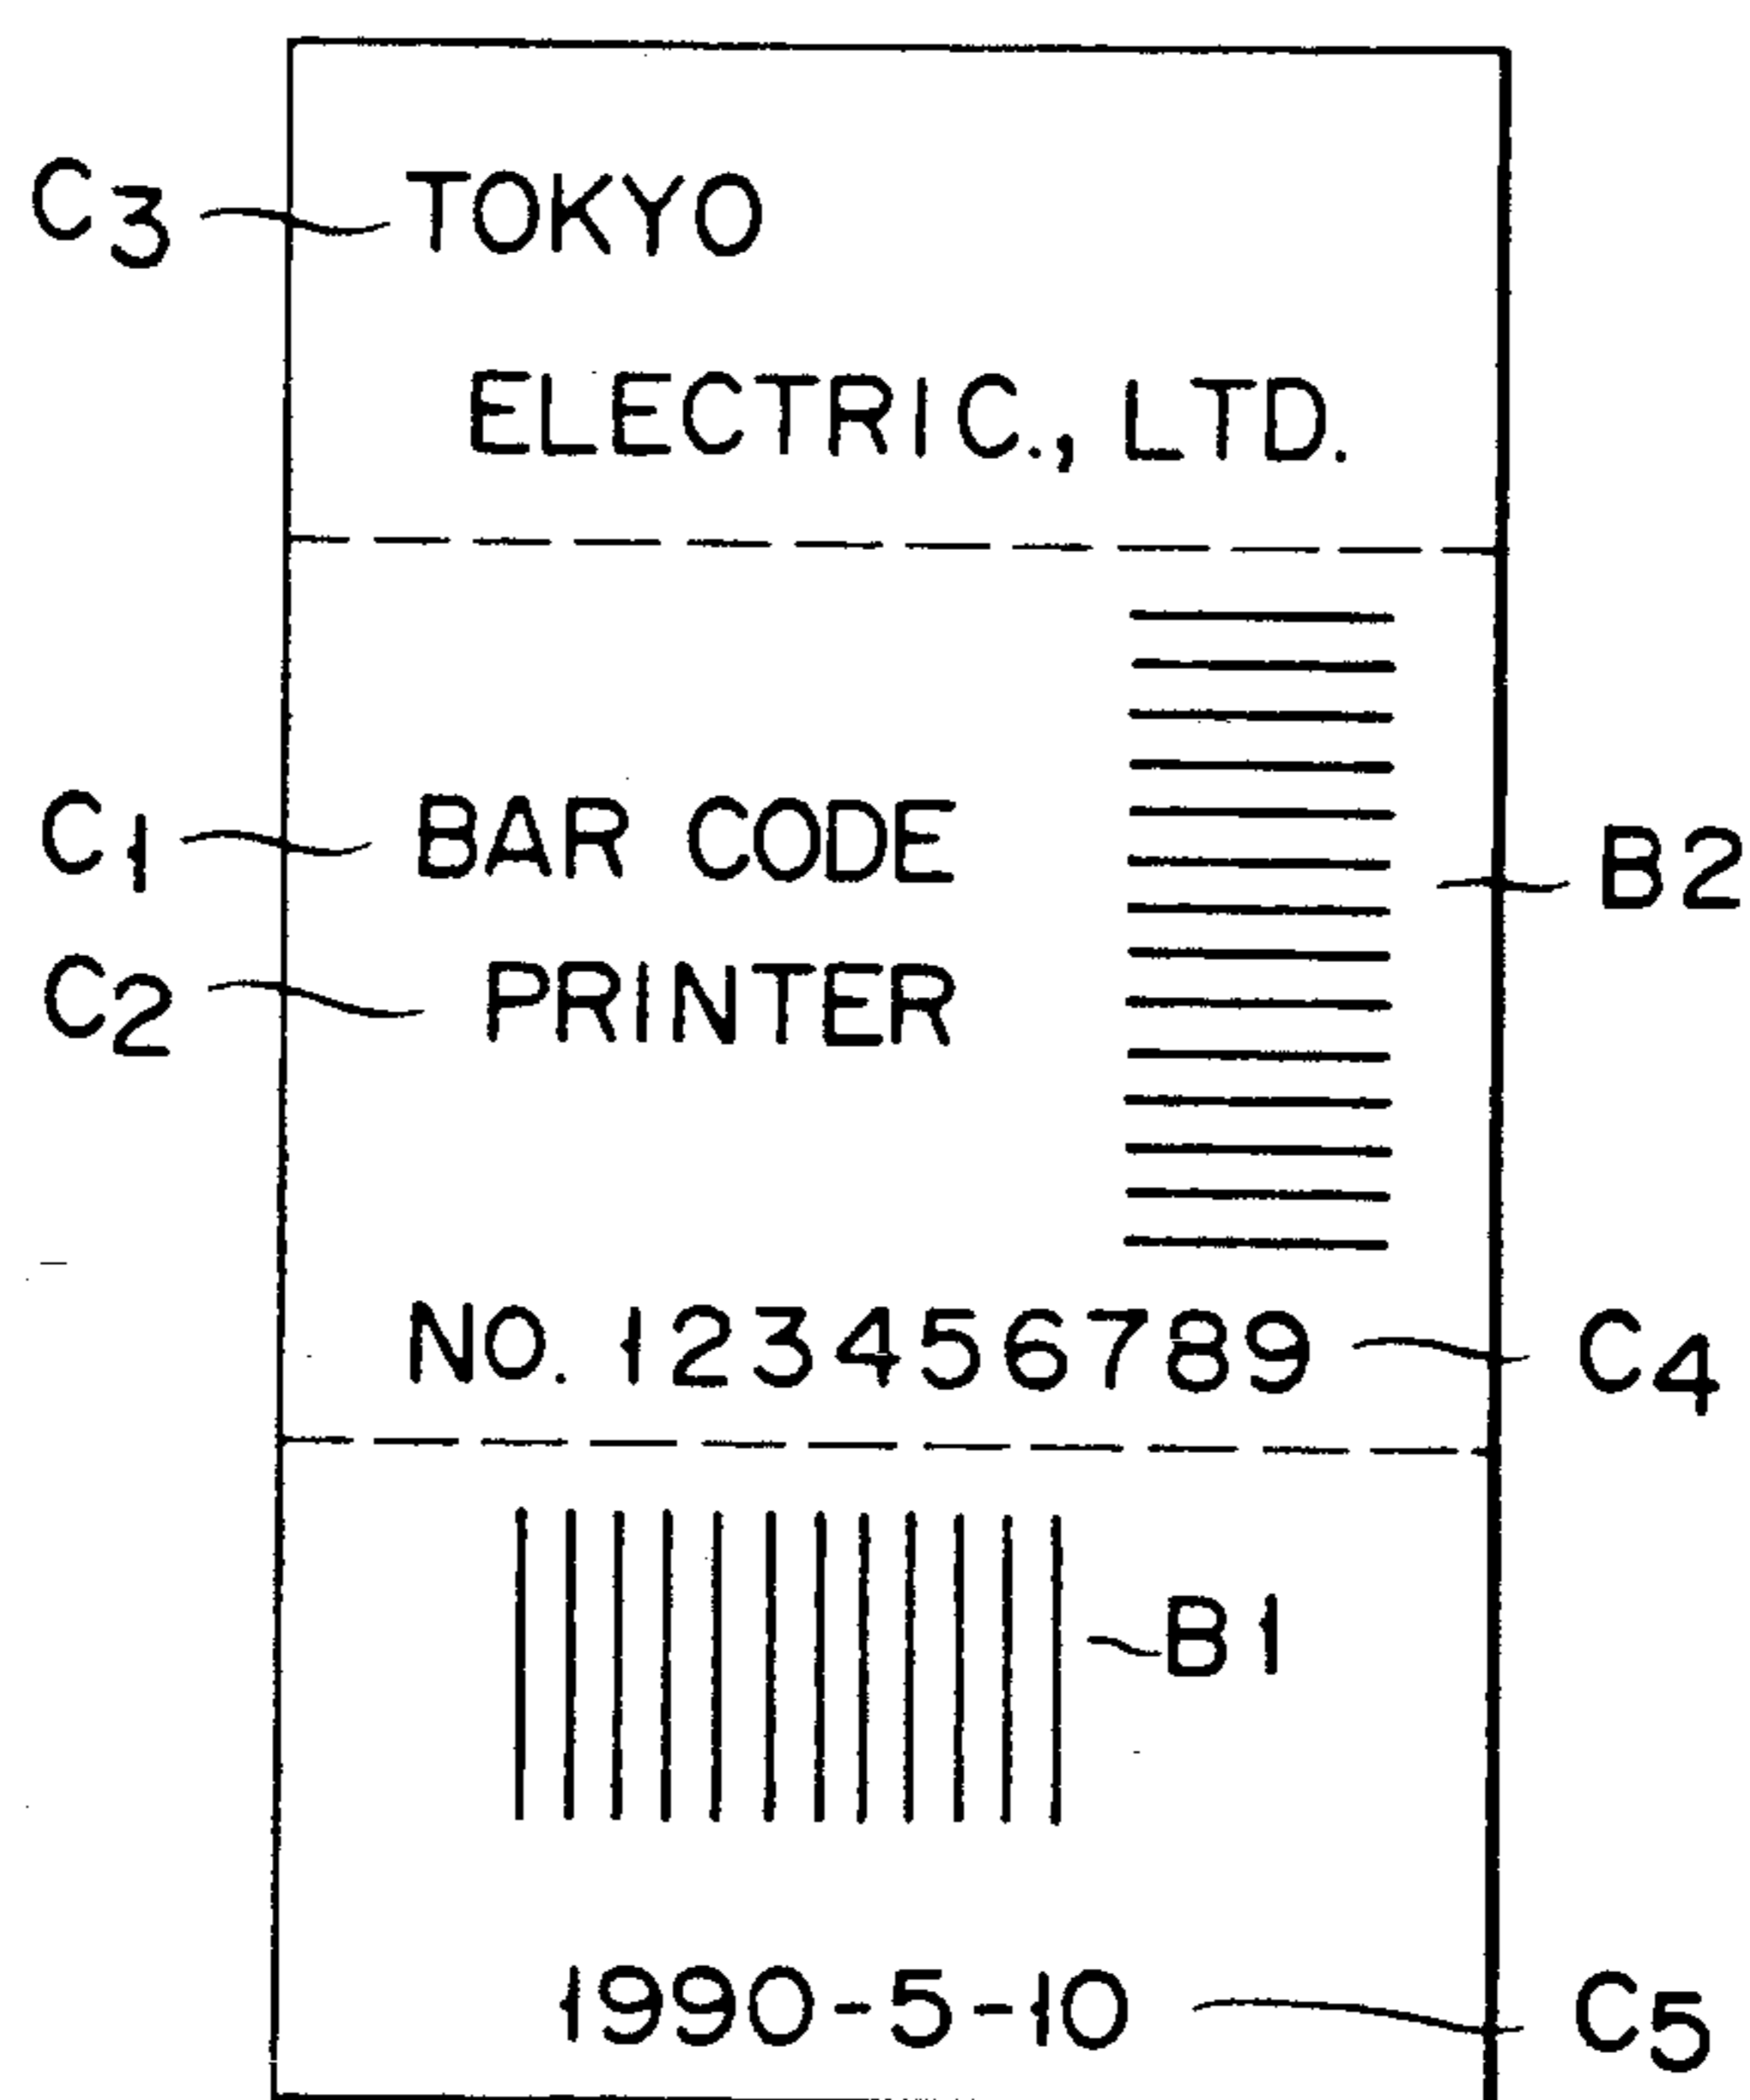 C3 TOKYO
ELECTRIC., LTD.
C1 BAR CODE B2
C2 PRINTER
NO. 123456789 C4
B1
1990-5-10 C5